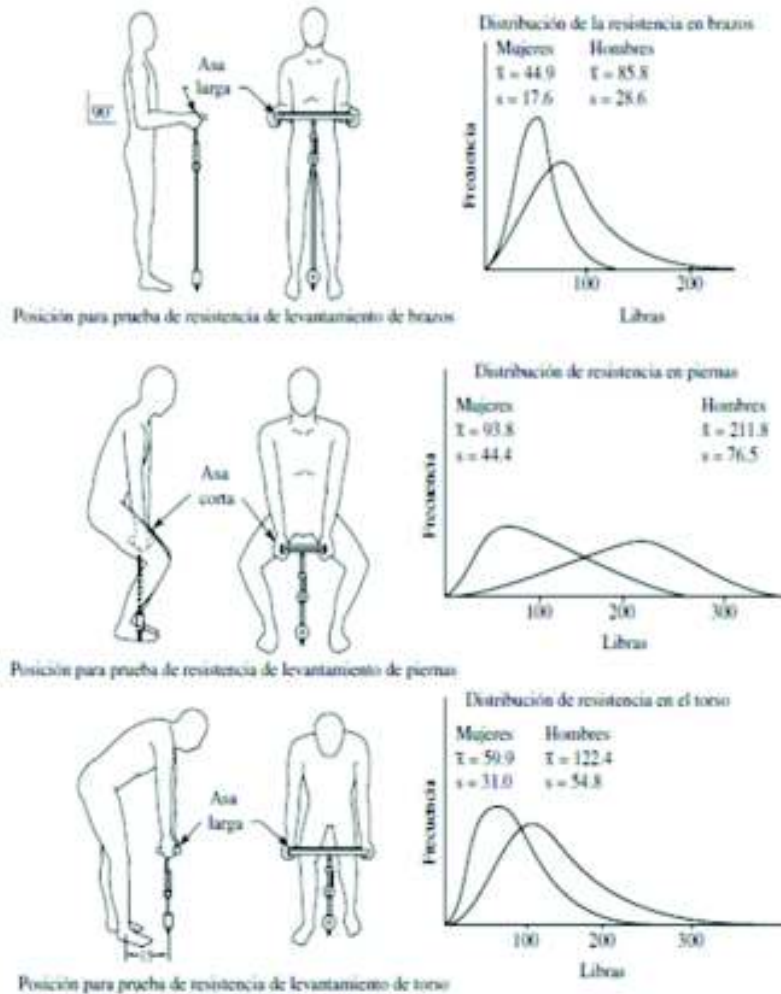 Distribución de la resistencia en brazos
Mujeres Hombres
x̄ = 44.9 x̄ = 85.8
s = 17.6 s = 28.6
Asa
larga
90°
Frecuencia
100 200
Libras
Posición para prueba de resistencia de levantamiento de brazos
Distribución de resistencia en piernas
Mujeres Hombres
x̄ = 93.8 x̄ = 211.8
s = 44.4 s = 76.5
Asa
corta
Frecuencia
100 200 300
Libras
Posición para prueba de resistencia de levantamiento de piernas
Distribución de resistencia en el torso
Mujeres Hombres
x̄ = 59.9 x̄ = 122.4
s = 31.0 s = 54.8
Asa
larga
Frecuencia
100 200 300
Libras
Posición para prueba de resistencia de levantamiento de torso